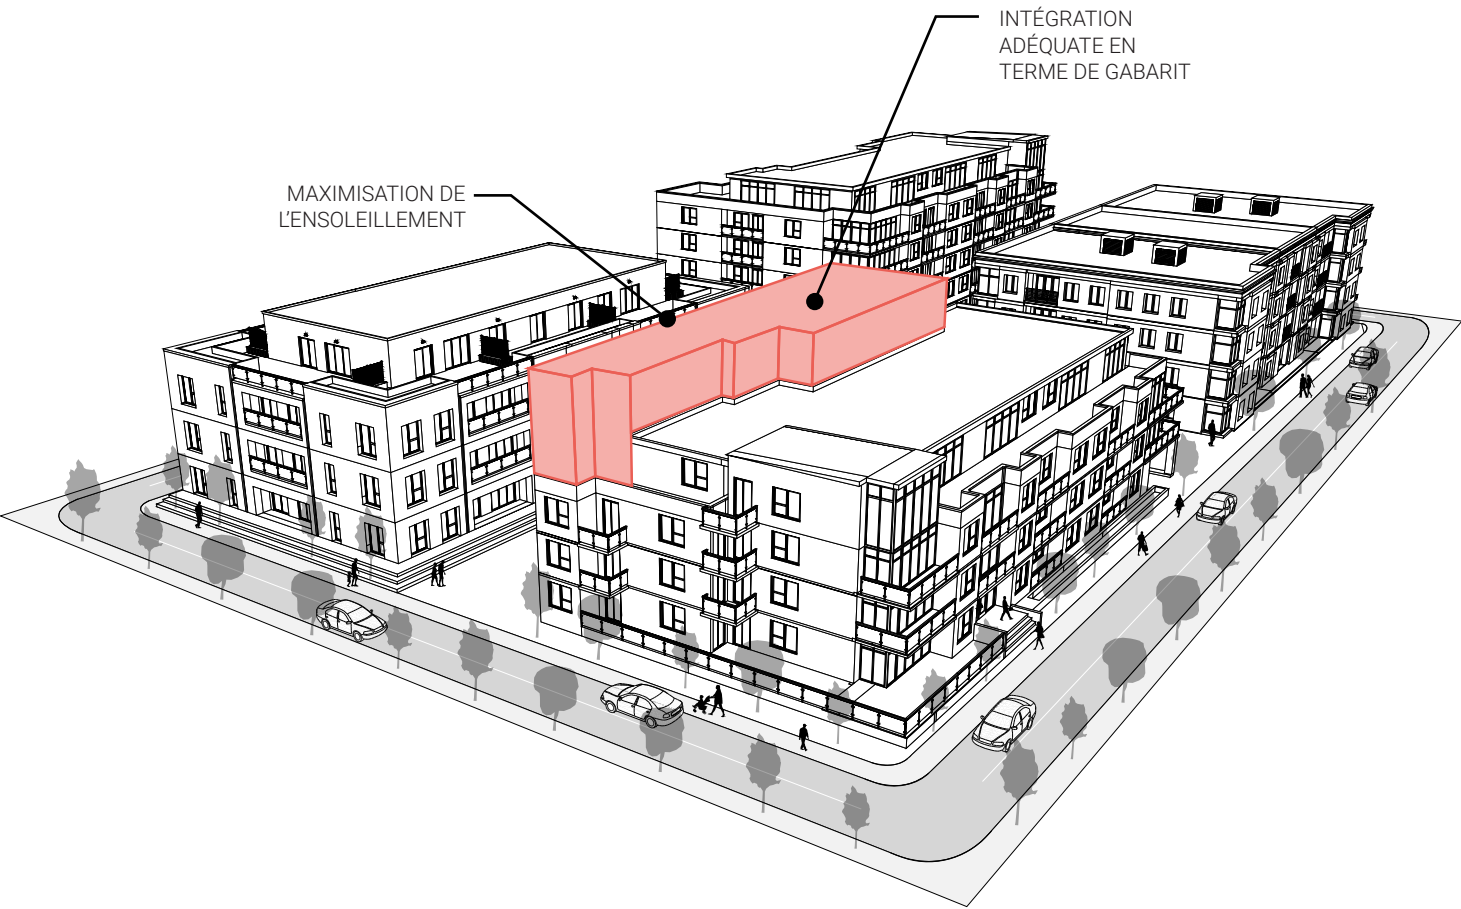 INTÉGRATION
ADÉQUATE EN
TERME DE GABARIT
MAXIMISATION DE
L'ENSOLEILLEMENT